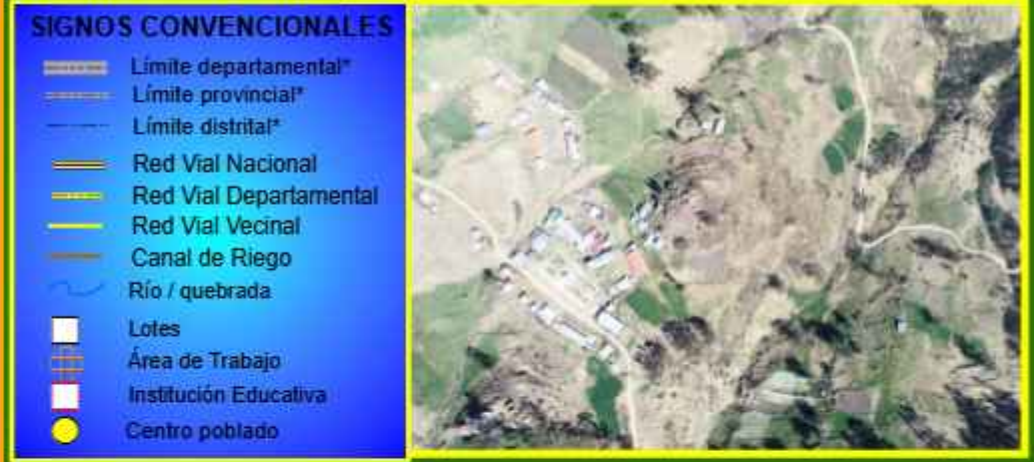 SIGNOS CONVENCIONALES
Límite departamental*
Límite provincial*
Límite distrital*
Red Vial Nacional
Red Vial Departamental
Red Vial Vecinal
Canal de Riego
Río / quebrada
Lotes
Área de Trabajo
Institución Educativa
Centro poblado